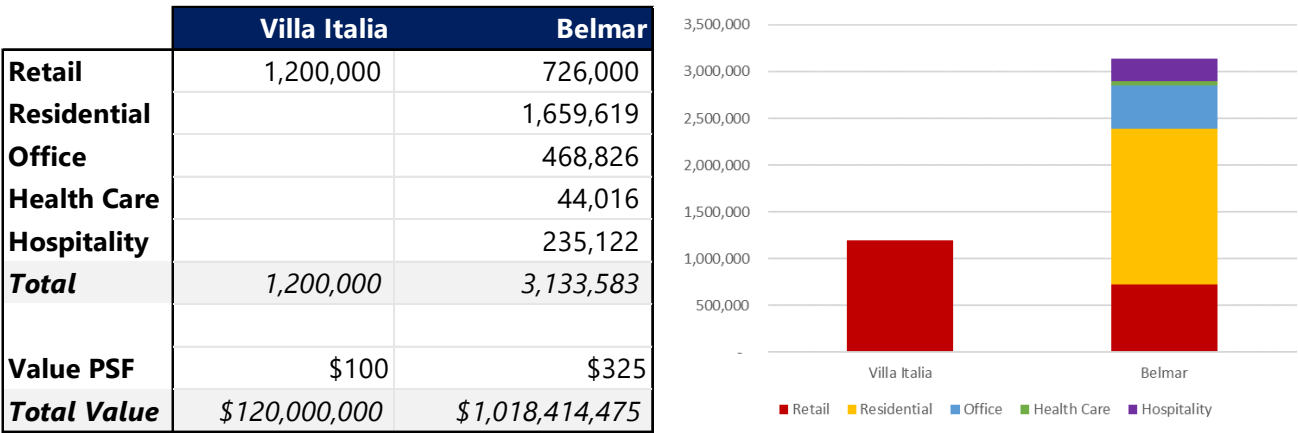 Villa Italia Belmar
Retail 1,200,000 726,000
Residential 1,659,619
Office 468,826
Health Care 44,016
Hospitality 235,122
Total 1,200,000 3,133,583
Value PSF $100 $325
Total Value $120,000,000 $1,018,414,475
3,500,000
3,000,000
2,500,000
2,000,000
1,500,000
1,000,000
500,000
-
Villa Italia Belmar
Retail Residential Office Health Care Hospitality